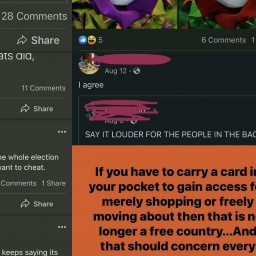 28 Comments
Share
ats did,
11 Comments
Share
e whole election
want to cheat.
Comments 1 Share
Share
keeps saying its
5
6 Comments 1
Aug 12
I agree
SAY IT LOUDER FOR THE PEOPLE IN THE BAC
If you have to carry a card in
your pocket to gain access fo
merely shopping or freely
moving about then that is no
longer a free country...And
that should concern every